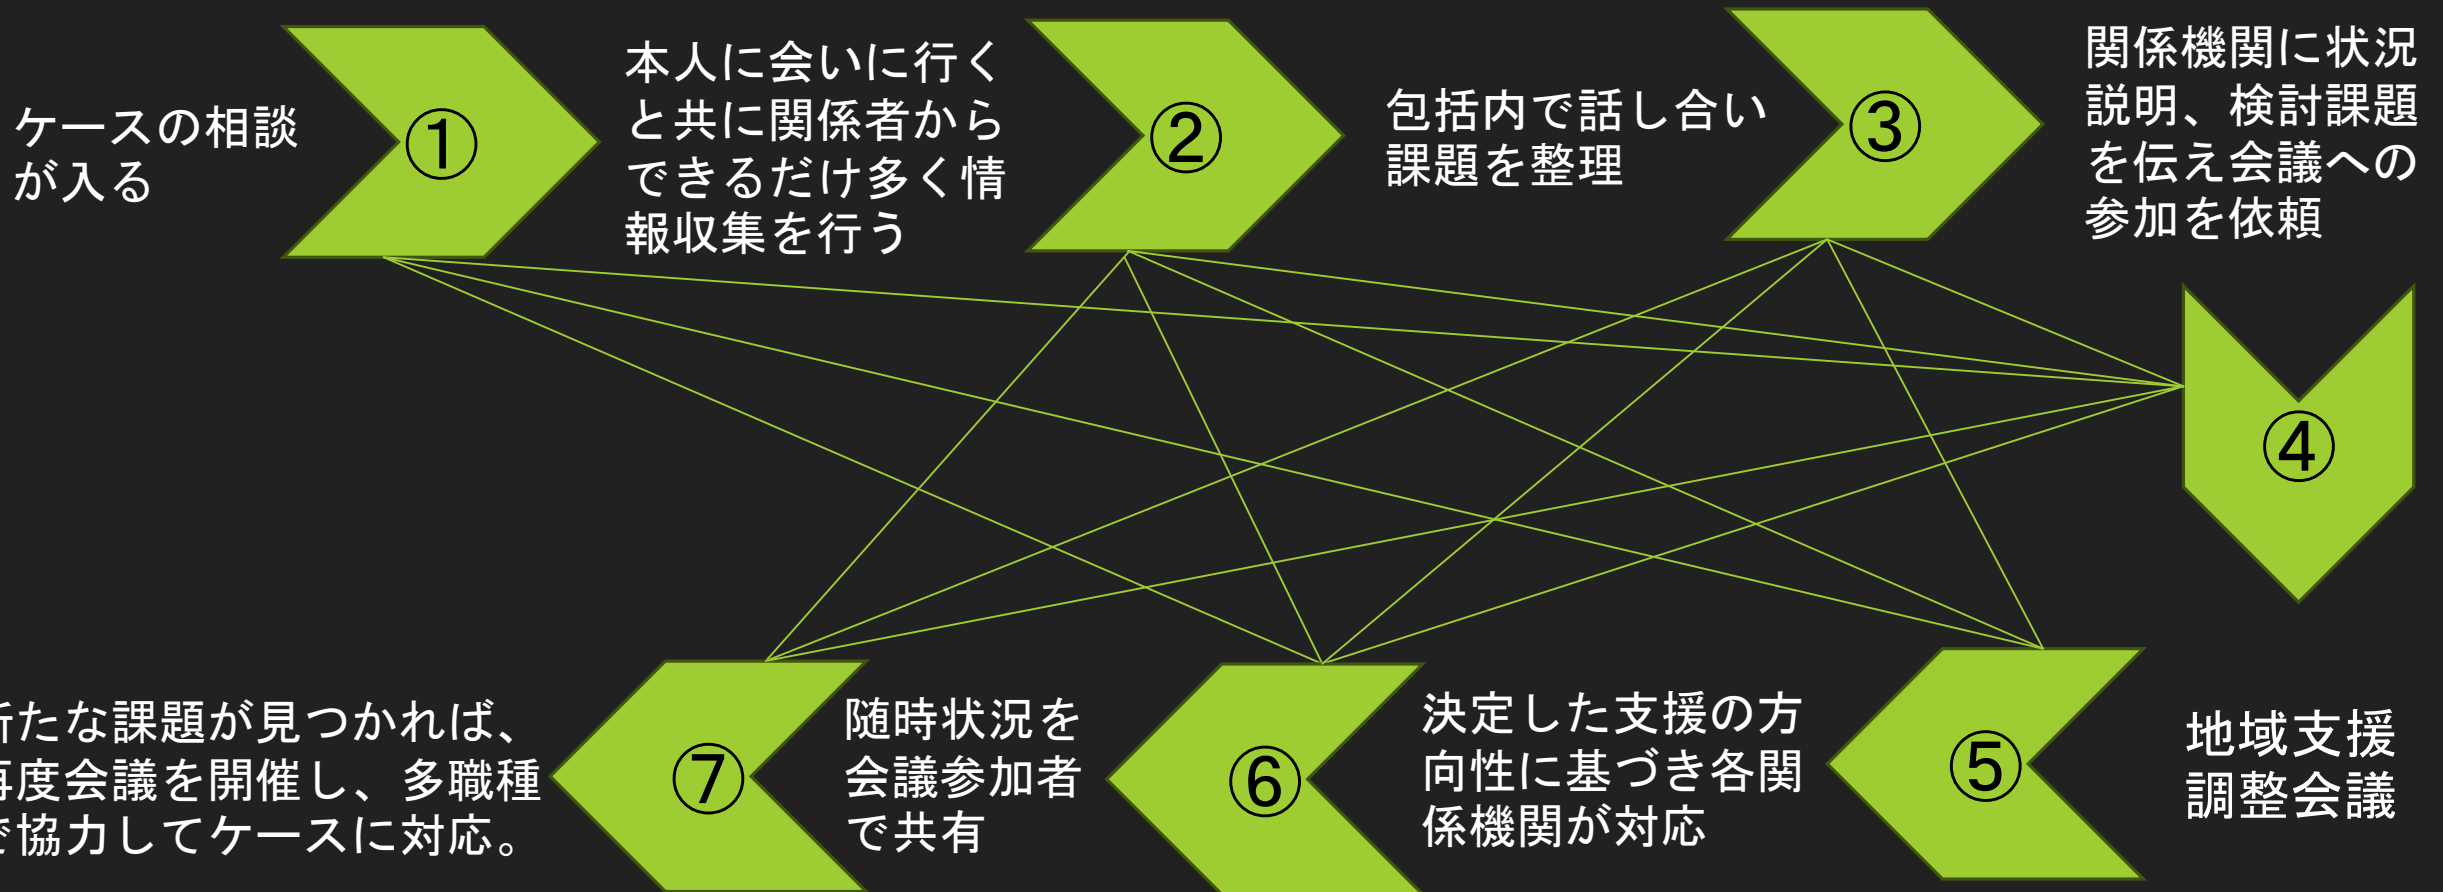 ケースの相談
が入る
①
本人に会いに行く
と共に関係者から
できるだけ多く情
報収集を行う
②
包括内で話し合い
課題を整理
③
関係機関に状況
説明、検討課題
を伝え会議への
参加を依頼
④
地域支援
調整会議
⑤
決定した支援の方
向性に基づき各関
係機関が対応
⑥
随時状況を
会議参加者
で共有
⑦
新たな課題が見つかれば、
再度会議を開催し、多職種
で協力してケースに対応。